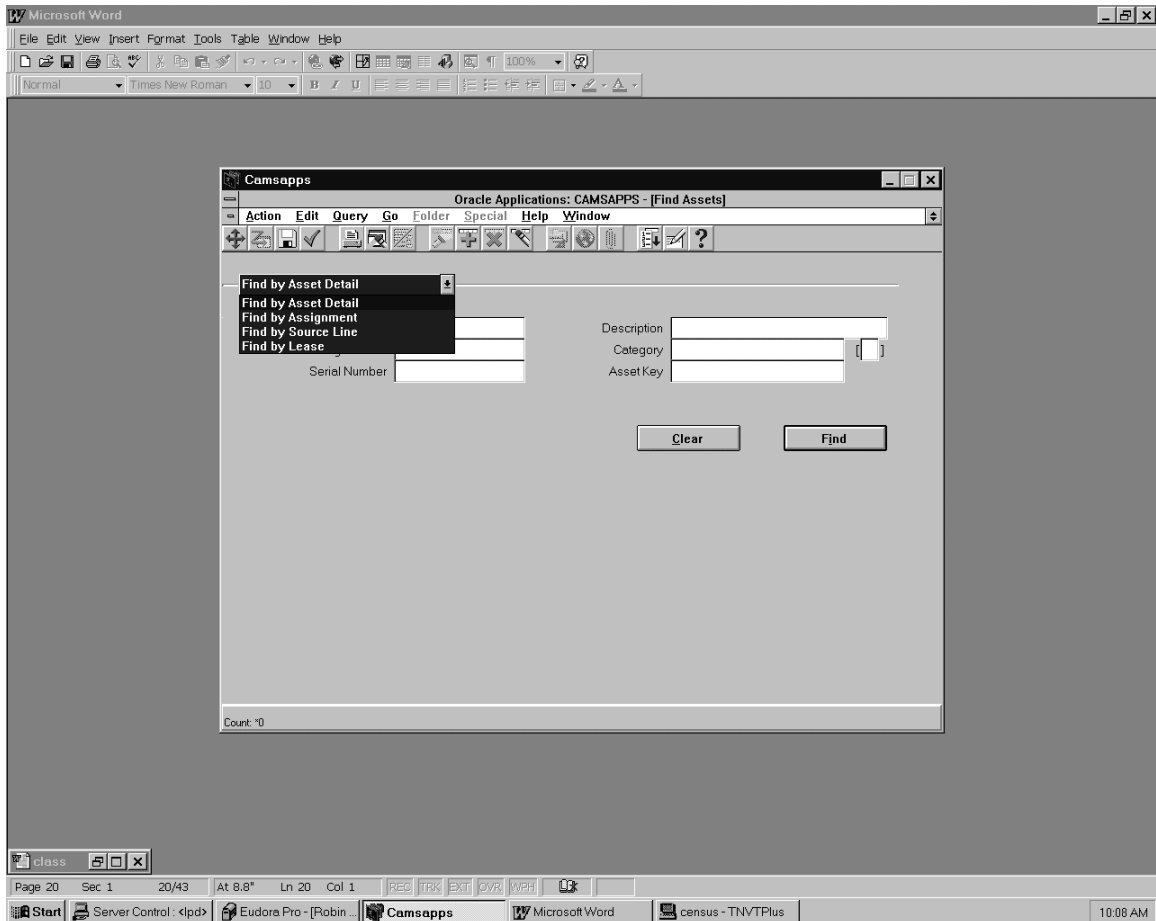 Microsoft Word
File Edit View Insert Format Tools Table Window Help
100%
Normal Times New Roman 10 B I U A
Camsapps
Oracle Applications: CAMSAPPS - [Find Assets]
Action Edit Query Go Folder Special Help Window
?
Find by Asset Detail
Find by Asset Detail
Find by Assignment
Find by Source Line
Find by Lease
Description
Category [ ]
Serial Number Asset Key
Clear Find
Count: *0
class
Page 20 Sec 1 20/43 At 8.8" Ln 20 Col 1 REC TRK EXT OVR WPH
Start Server Control : <lpd> Eudora Pro - [Robin ... Camsapps Microsoft Word census - TNVTPlus 10:08 AM